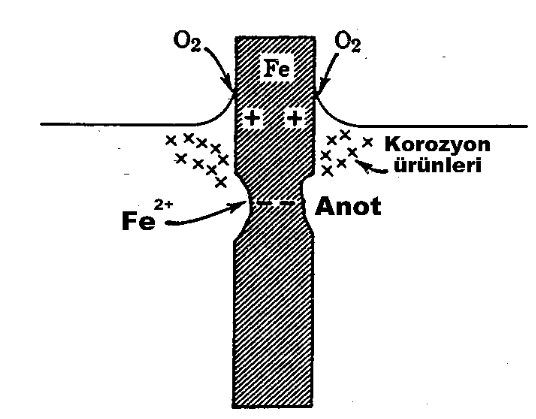 O₂
O₂
Fe
+ +
Korozyon
ürünleri
Fe²⁺
- - Anot